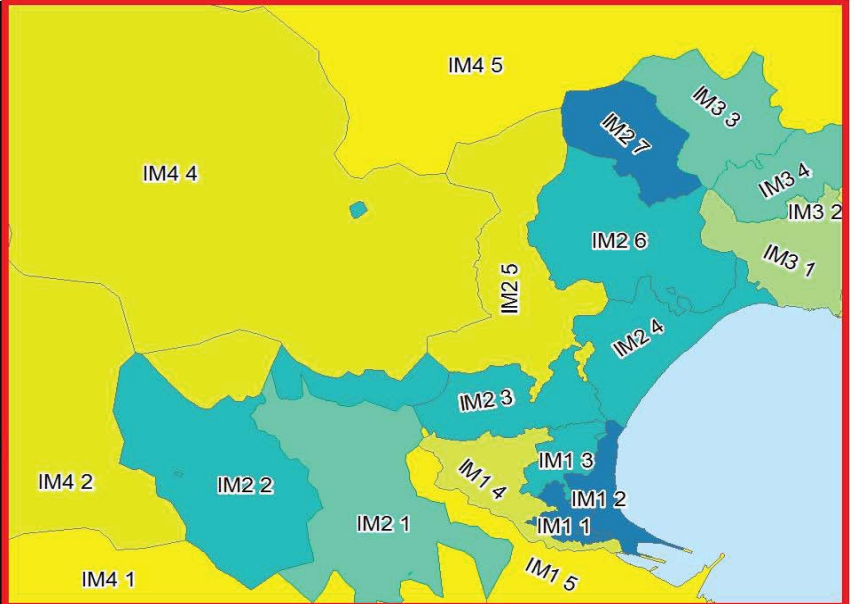 IM4 5
IM3 3
IM2 7
IM4 4
IM3 4
IM3 2
IM2 6
IM3 1
IM2 5
IM2 4
IM2 3
IM1 3
IM1 4
IM4 2
IM2 2
IM1 2
IM2 1
IM1 1
IM4 1
IM1 5